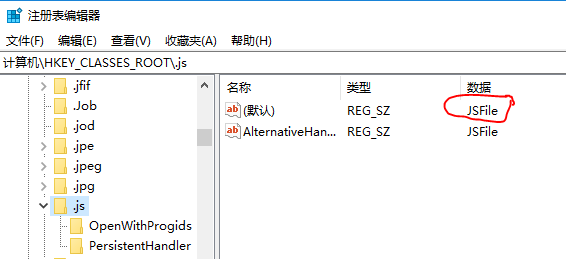 注册表编辑器
文件(F) 编辑(E) 查看(V) 收藏夹(A) 帮助(H)
计算机\HKEY_CLASSES_ROOT\.js
.jfif
.Job
.jod
.jpe
.jpeg
.jpg
.js
OpenWithProgids
PersistentHandler
名称 类型 数据
(默认) REG_SZ JSFile
AlternativeHan... REG_SZ JSFile